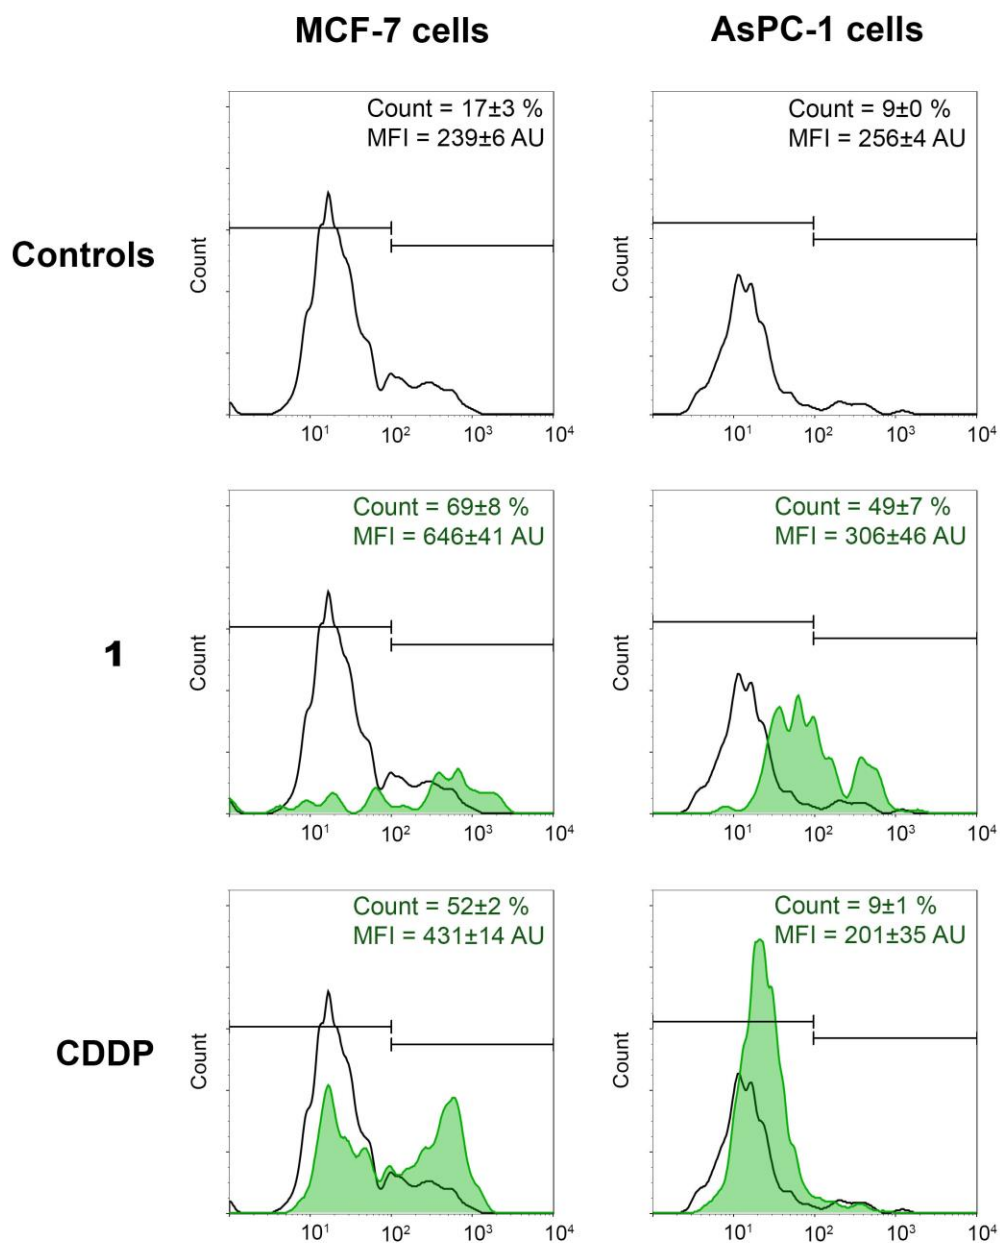 MCF-7 cells
AsPC-1 cells
Controls
Count
Count = 17±3 %
MFI = 239±6 AU
10¹ 10² 10³ 10⁴
Count
Count = 9±0 %
MFI = 256±4 AU
10¹ 10² 10³ 10⁴
1
Count
Count = 69±8 %
MFI = 646±41 AU
10¹ 10² 10³ 10⁴
Count
Count = 49±7 %
MFI = 306±46 AU
10¹ 10² 10³ 10⁴
CDDP
Count
Count = 52±2 %
MFI = 431±14 AU
10¹ 10² 10³ 10⁴
Count
Count = 9±1 %
MFI = 201±35 AU
10¹ 10² 10³ 10⁴